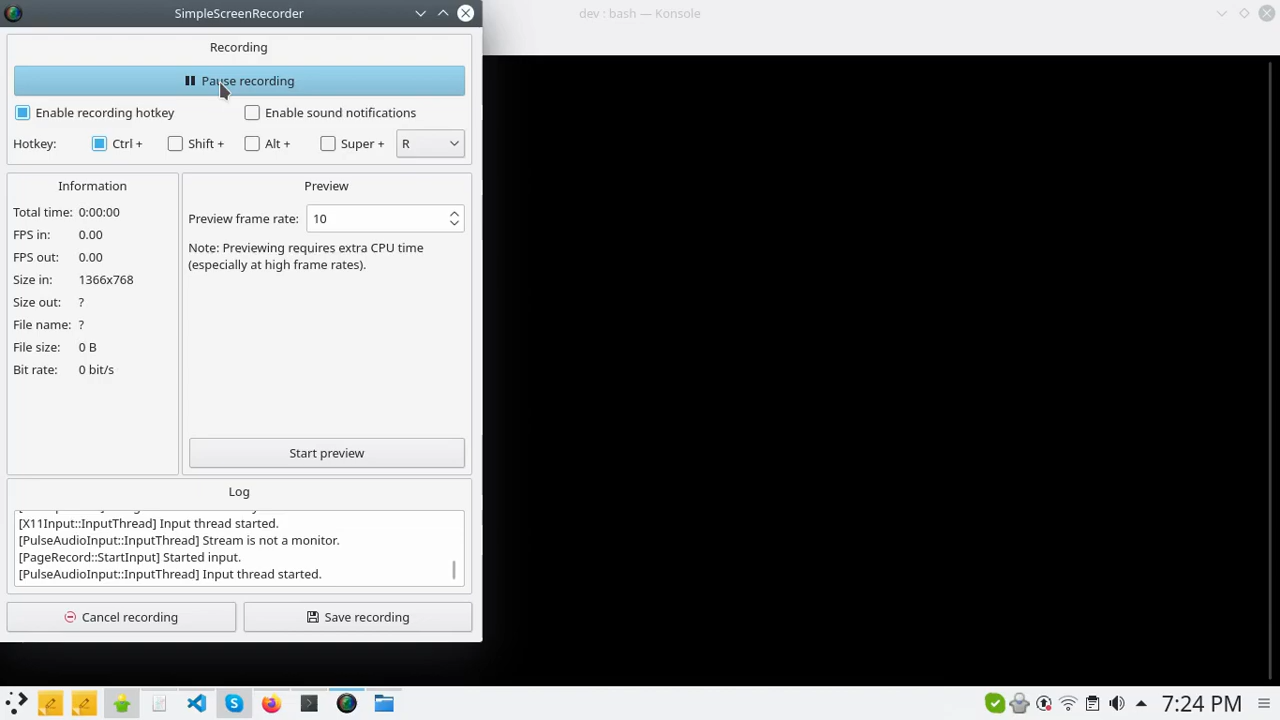 SimpleScreenRecorder
dev : bash — Konsole
Recording
Pause recording
Enable recording hotkey
Enable sound notifications
Hotkey:
Ctrl +
Shift +
Alt +
Super +
R
Information
Total time: 0:00:00
FPS in: 0.00
FPS out: 0.00
Size in: 1366x768
Size out: ?
File name: ?
File size: 0 B
Bit rate: 0 bit/s
Preview
Preview frame rate: 10
Note: Previewing requires extra CPU time
(especially at high frame rates).
Start preview
Log
[X11Input::InputThread] Input thread started.
[PulseAudioInput::InputThread] Stream is not a monitor.
[PageRecord::StartInput] Started input.
[PulseAudioInput::InputThread] Input thread started.
Cancel recording
Save recording
7:24 PM